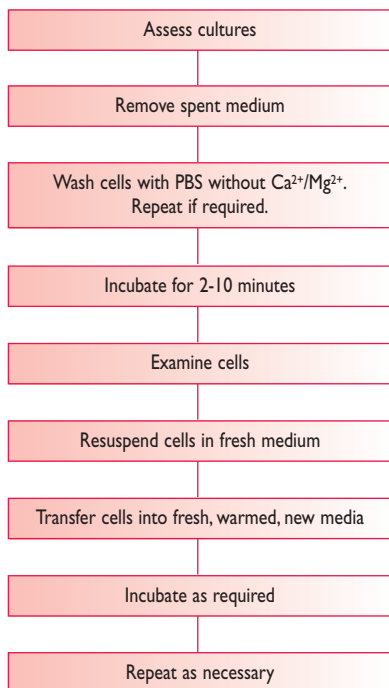 Assess cultures
Remove spent medium
Wash cells with PBS without Ca²⁺/Mg²⁺.
Repeat if required.
Incubate for 2-10 minutes
Examine cells
Resuspend cells in fresh medium
Transfer cells into fresh, warmed, new media
Incubate as required
Repeat as necessary